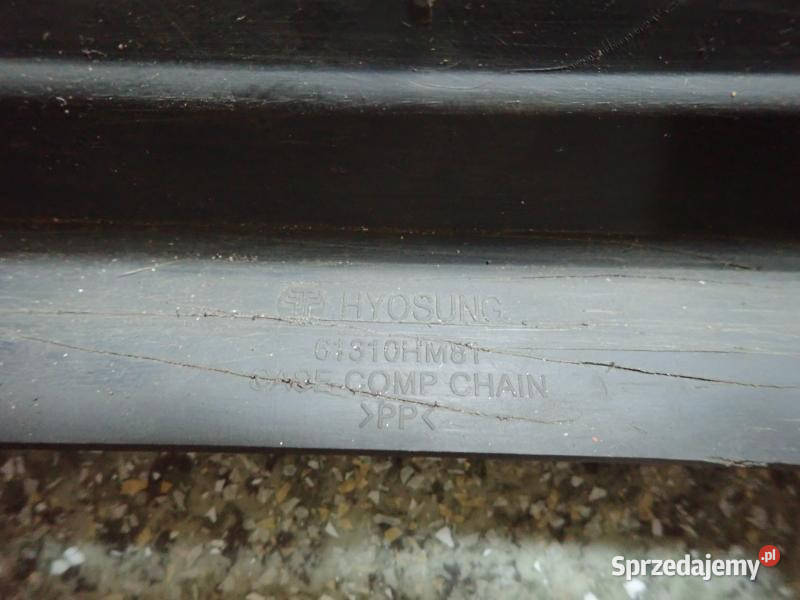 HYOSUNG
61310HM81
CASE COMP CHAIN
>PP<
Sprzedajemy.pl